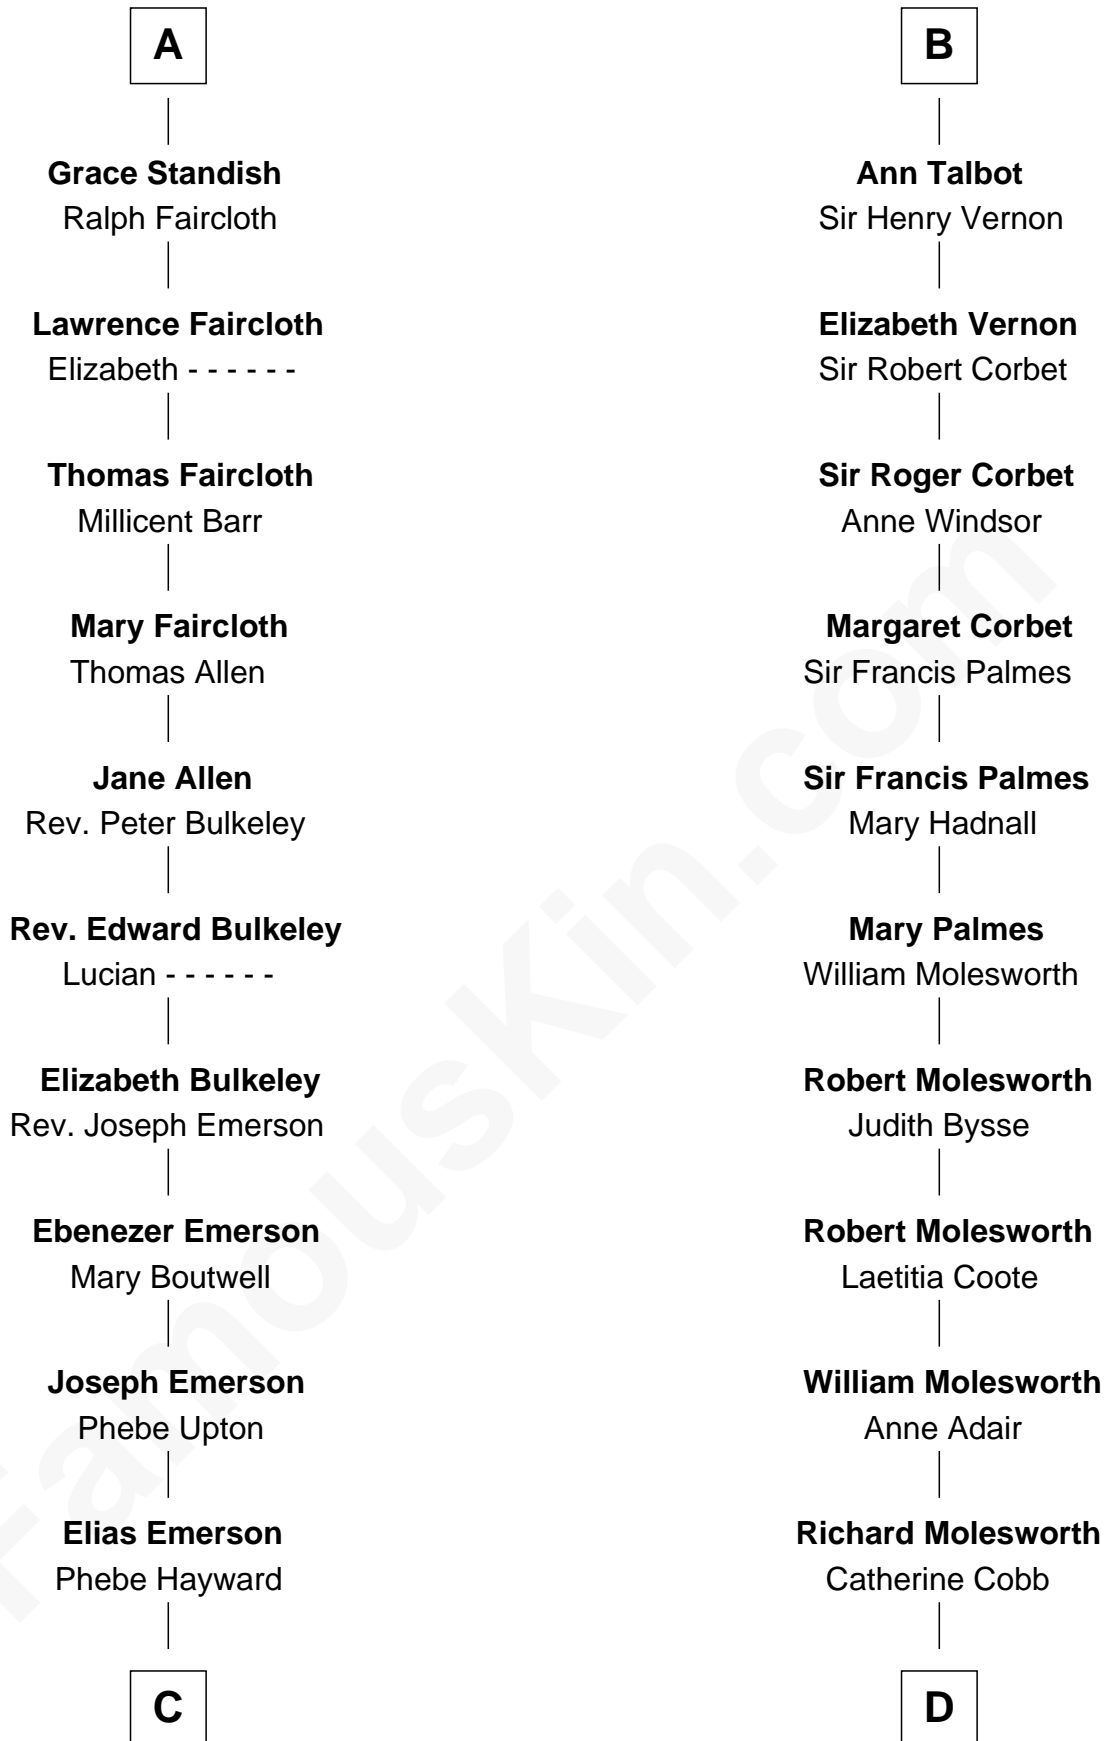 A
Grace Standish
Ralph Faircloth
Lawrence Faircloth
Elizabeth - - - - - -
Thomas Faircloth
Millicent Barr
Mary Faircloth
Thomas Allen
Jane Allen
Rev. Peter Bulkeley
Rev. Edward Bulkeley
Lucian - - - - - -
Elizabeth Bulkeley
Rev. Joseph Emerson
Ebenezer Emerson
Mary Boutwell
Joseph Emerson
Phebe Upton
Elias Emerson
Phebe Hayward
C
B
Ann Talbot
Sir Henry Vernon
Elizabeth Vernon
Sir Robert Corbet
Sir Roger Corbet
Anne Windsor
Margaret Corbet
Sir Francis Palmes
Sir Francis Palmes
Mary Hadnall
Mary Palmes
William Molesworth
Robert Molesworth
Judith Bysse
Robert Molesworth
Laetitia Coote
William Molesworth
Anne Adair
Richard Molesworth
Catherine Cobb
D
FamousKin.com